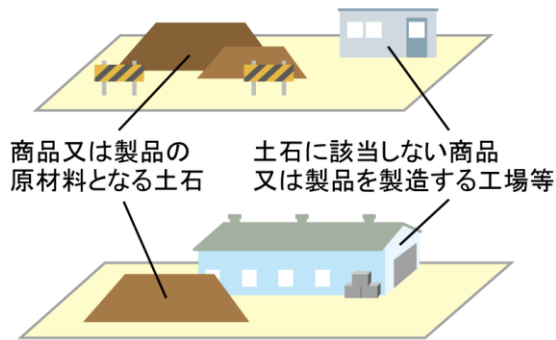 商品又は製品の
原材料となる土石
土石に該当しない商品
又は製品を製造する工場等